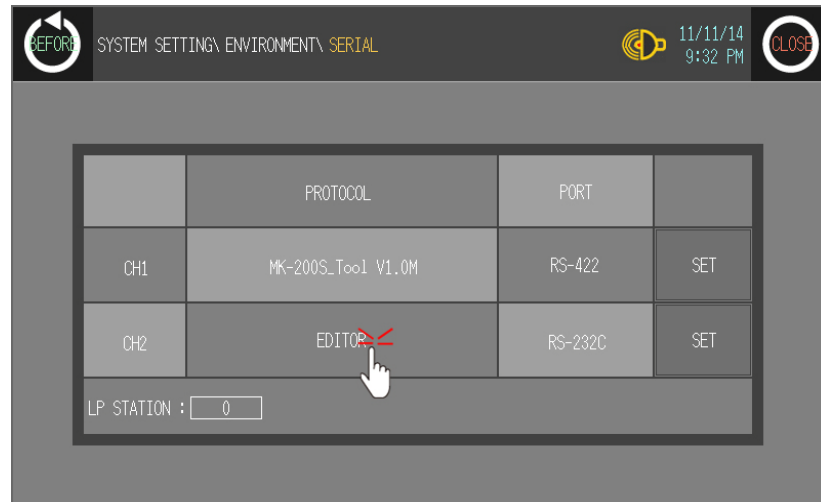 BEFORE SYSTEM SETTING\ ENVIRONMENT\ SERIAL 11/11/14 CLOSE
9:32 PM
PROTOCOL PORT
CH1 MK-200S_Tool V1.0M RS-422 SET
CH2 EDITOR RS-232C SET
LP STATION : 0